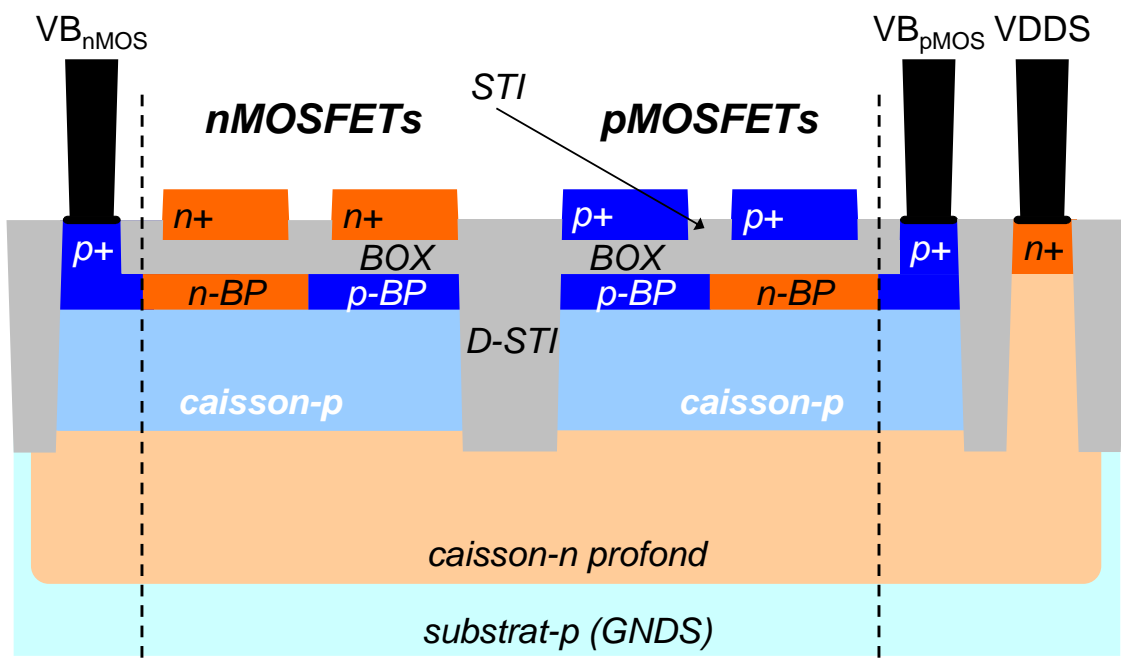 VBnMOS
VBpMOS VDDS
STI
nMOSFETs
pMOSFETs
n+
n+
p+
p+
p+
BOX
BOX
p+
n+
n-BP
p-BP
p-BP
n-BP
D-STI
caisson-p
caisson-p
caisson-n profond
substrat-p (GNDS)